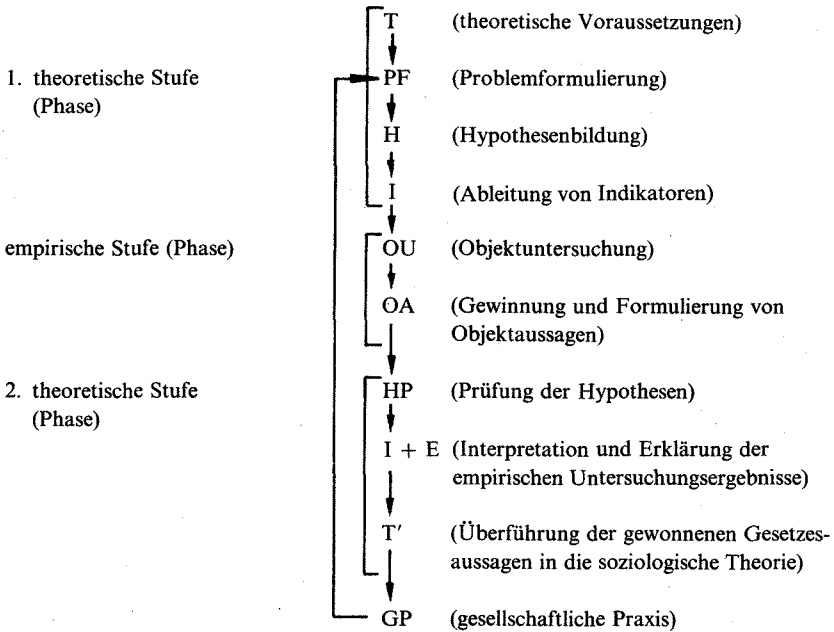 T (theoretische Voraussetzungen)
1. theoretische Stufe PF (Problemformulierung)
(Phase)
H (Hypothesenbildung)
I (Ableitung von Indikatoren)
empirische Stufe (Phase) OU (Objektuntersuchung)
OA (Gewinnung und Formulierung von
Objektaussagen)
2. theoretische Stufe HP (Prüfung der Hypothesen)
(Phase)
I + E (Interpretation und Erklärung der
empirischen Untersuchungsergebnisse)
T′ (Überführung der gewonnenen Gesetzes-
aussagen in die soziologische Theorie)
GP (gesellschaftliche Praxis)